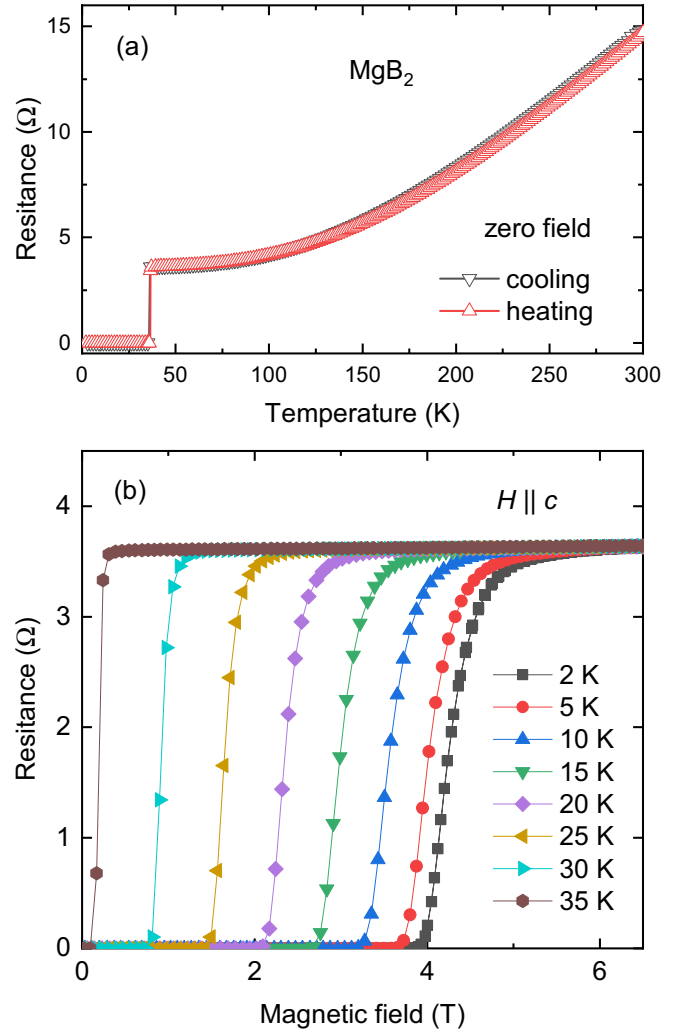 (a)
MgB₂
Resitance (Ω)
15
10
5
0
zero field
cooling
heating
0 50 100 150 200 250 300
Temperature (K)
(b)
H || c
Resitance (Ω)
4
3
2
1
0
2 K
5 K
10 K
15 K
20 K
25 K
30 K
35 K
0 2 4 6
Magnetic field (T)